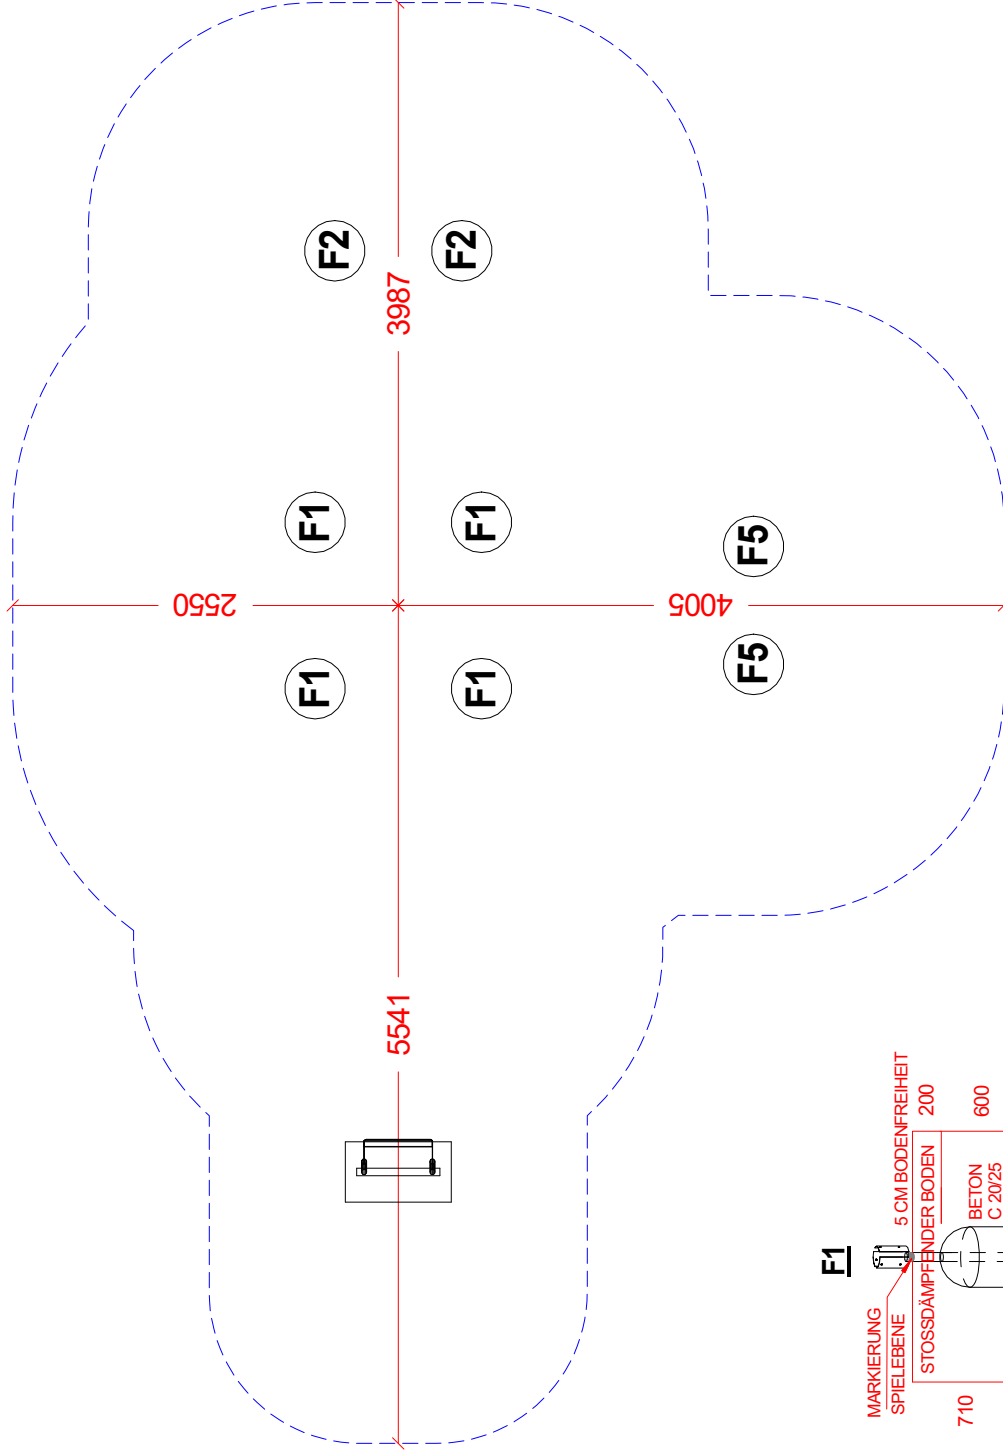 F2
F2
3987
F1
F1
F5
2550
4005
F1
F1
F5
5541
F1
5 CM BODENFREIHEIT
MARKIERUNG
SPIELEBENE
STOSSDÄMPFENDER BODEN
200
BETON
C 20/25
600
710